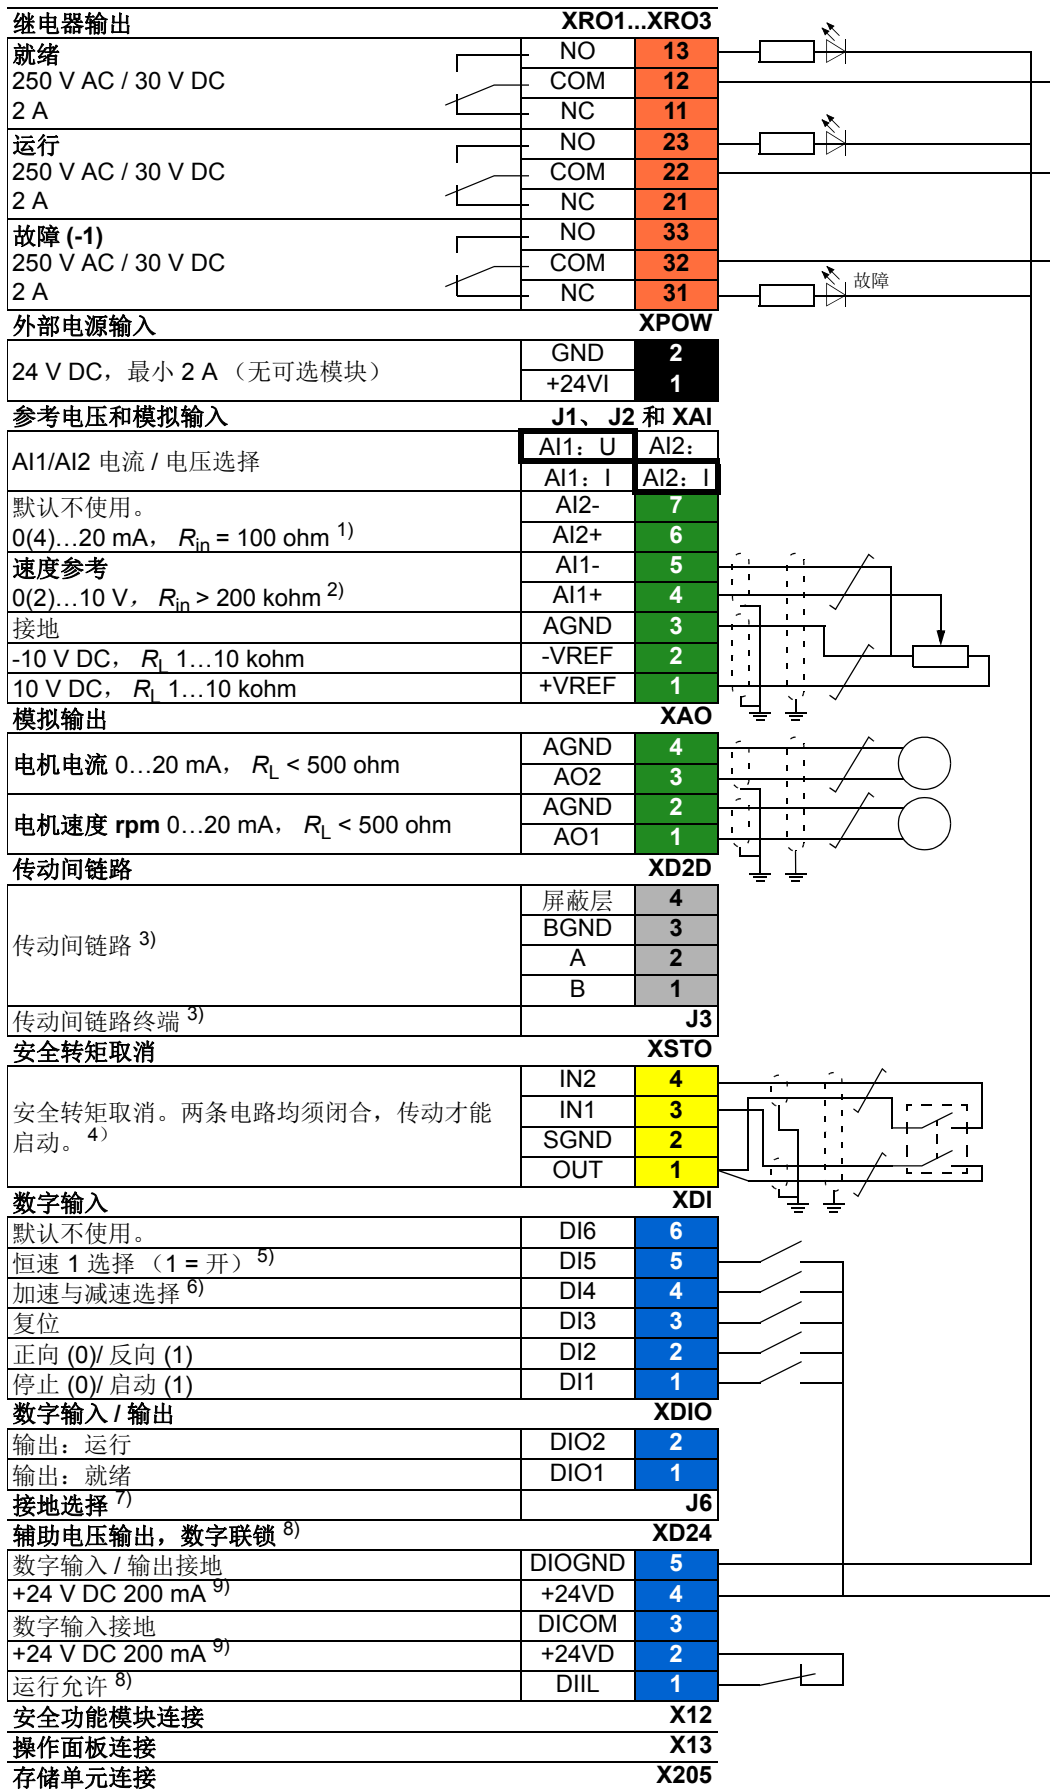 继电器输出 XRO1...XRO3
就绪 NO 13
250 V AC / 30 V DC COM 12
2 A NC 11
运行 NO 23
250 V AC / 30 V DC COM 22
2 A NC 21
故障 (-1) NO 33
250 V AC / 30 V DC COM 32
2 A NC 31 故障
外部电源输入 XPOW
24 V DC，最小 2 A （无可选模块） GND 2
+24VI 1
参考电压和模拟输入 J1、 J2 和 XAI
AI1/AI2 电流 / 电压选择 AI1：U AI2：
AI1：I AI2：I
默认不使用。 AI2- 7
0(4)…20 mA， Rin = 100 ohm 1) AI2+ 6
速度参考 AI1- 5
0(2)…10 V， Rin > 200 kohm 2) AI1+ 4
接地 AGND 3
-10 V DC， RL 1…10 kohm -VREF 2
10 V DC， RL 1…10 kohm +VREF 1
模拟输出 XAO
电机电流 0…20 mA， RL < 500 ohm AGND 4
AO2 3
电机速度 rpm 0…20 mA， RL < 500 ohm AGND 2
AO1 1
传动间链路 XD2D
传动间链路 3) 屏蔽层 4
BGND 3
A 2
B 1
传动间链路终端 3) J3
安全转矩取消 XSTO
安全转矩取消。两条电路均须闭合，传动才能 IN2 4
启动。 4） IN1 3
SGND 2
OUT 1
数字输入 XDI
默认不使用。 DI6 6
恒速 1 选择 （1 = 开） 5) DI5 5
加速与减速选择 6) DI4 4
复位 DI3 3
正向 (0)/ 反向 (1) DI2 2
停止 (0)/ 启动 (1) DI1 1
数字输入 / 输出 XDIO
输出：运行 DIO2 2
输出：就绪 DIO1 1
接地选择 7) J6
辅助电压输出，数字联锁 8) XD24
数字输入 / 输出接地 DIOGND 5
+24 V DC 200 mA 9) +24VD 4
数字输入接地 DICOM 3
+24 V DC 200 mA 9) +24VD 2
运行允许 8) DIIL 1
安全功能模块连接 X12
操作面板连接 X13
存储单元连接 X205